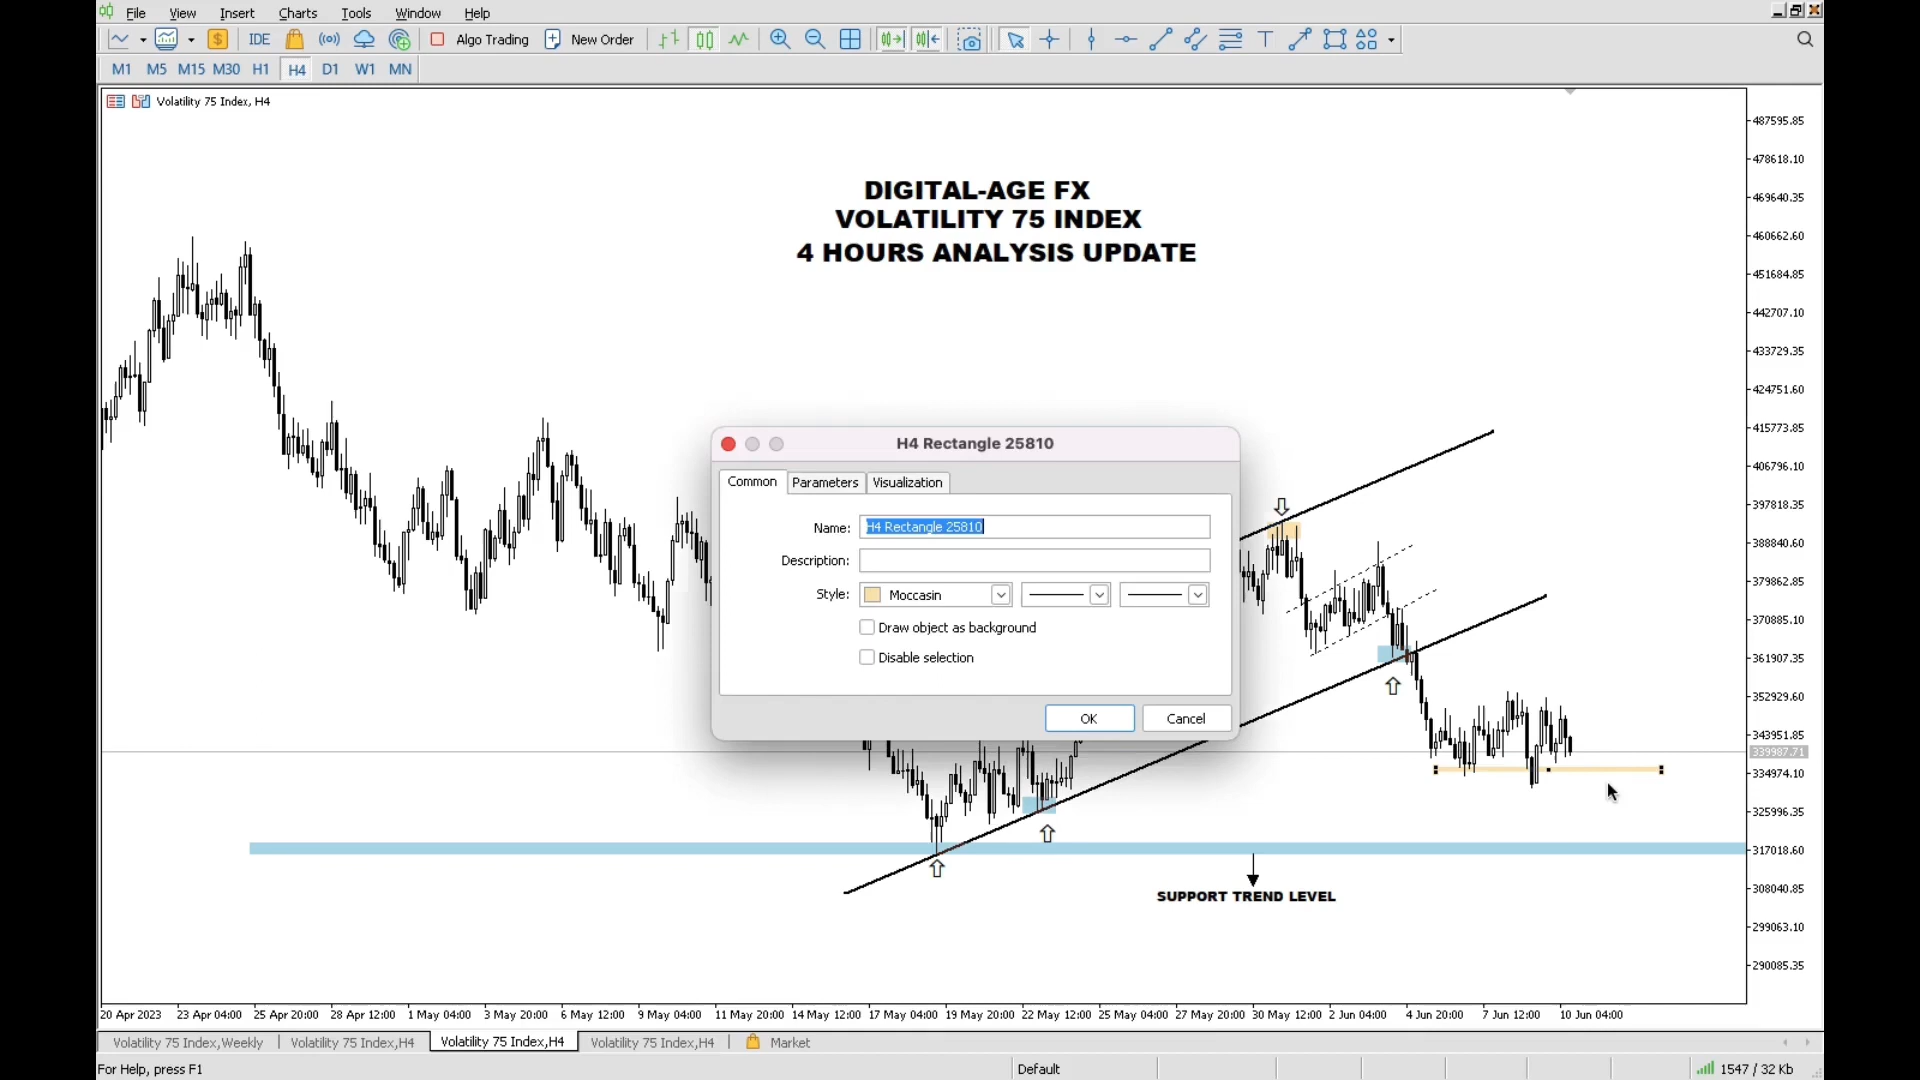 File View Insert Charts Tools Window Help
IDE Algo Trading New Order
M1 M5 M15 M30 H1 H4 D1 W1 MN
Volatility 75 Index, H4
DIGITAL-AGE FX
VOLATILITY 75 INDEX
4 HOURS ANALYSIS UPDATE
487595.85
478618.10
469640.35
460662.60
451684.85
442707.10
433729.35
424751.60
415773.85
406796.10
397818.35
388840.60
379862.85
370885.10
361907.35
352929.60
343951.85
339987.71
334974.10
325996.35
317018.60
308040.85
299063.10
290085.35
H4 Rectangle 25810
Common Parameters Visualization
Name: H4 Rectangle 25810
Description:
Style: Moccasin
Draw object as background
Disable selection
OK Cancel
SUPPORT TREND LEVEL
20 Apr 2023 23 Apr 04:00 25 Apr 20:00 28 Apr 12:00 1 May 04:00 3 May 20:00 6 May 12:00 9 May 04:00 11 May 20:00 14 May 12:00 17 May 04:00 19 May 20:00 22 May 12:00 25 May 04:00 27 May 20:00 30 May 12:00 2 Jun 04:00 4 Jun 20:00 7 Jun 12:00 10 Jun 04:00
Volatility 75 Index,Weekly Volatility 75 Index,H4 Volatility 75 Index,H4 Volatility 75 Index,H4 Market
For Help, press F1 Default 1547 / 32 Kb